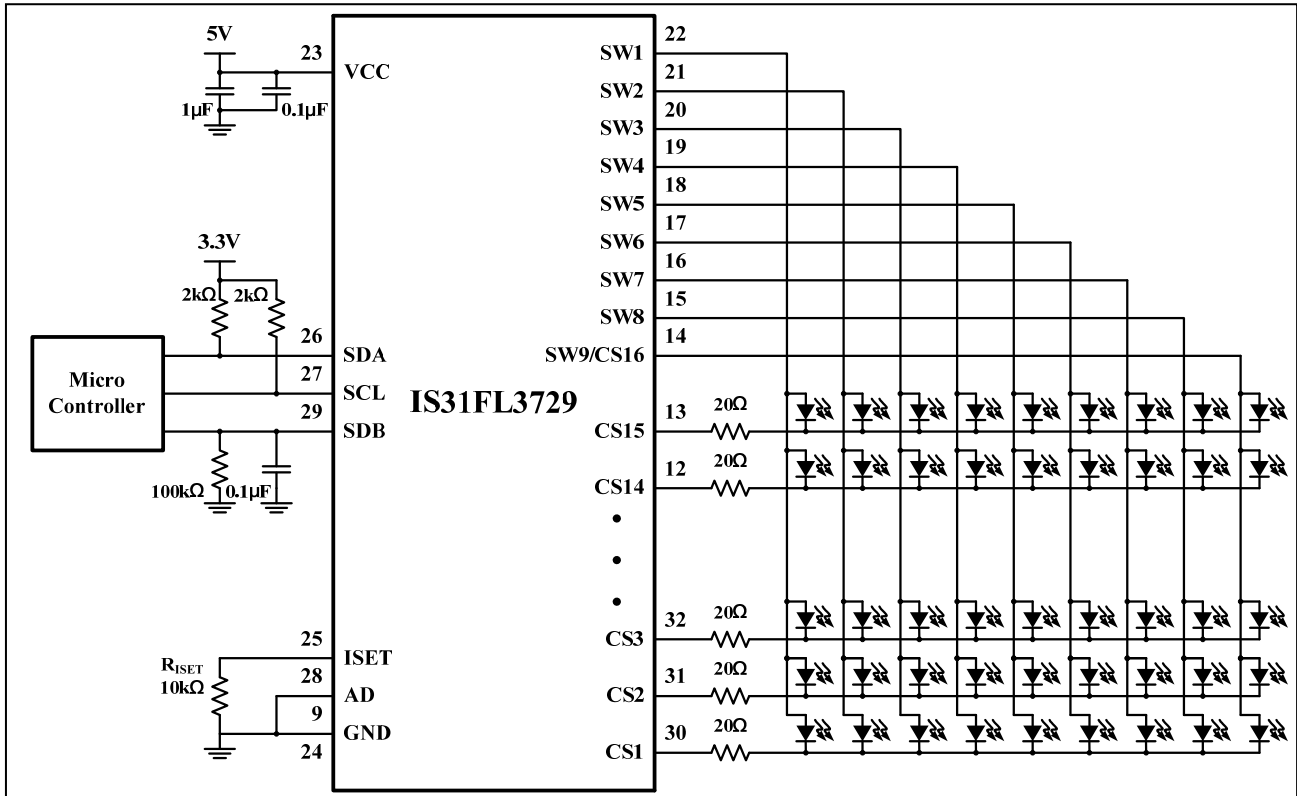 5V
23
VCC
1μF
0.1μF
3.3V
2kΩ
2kΩ
26
SDA
27
SCL
29
SDB
Micro
Controller
100kΩ
0.1μF
IS31FL3729
25
ISET
RISET
10kΩ
28
AD
9
GND
24
22
SW1
21
SW2
20
SW3
19
SW4
18
SW5
17
SW6
16
SW7
15
SW8
14
SW9/CS16
13
20Ω
CS15
12
20Ω
CS14
32
20Ω
CS3
31
20Ω
CS2
30
20Ω
CS1